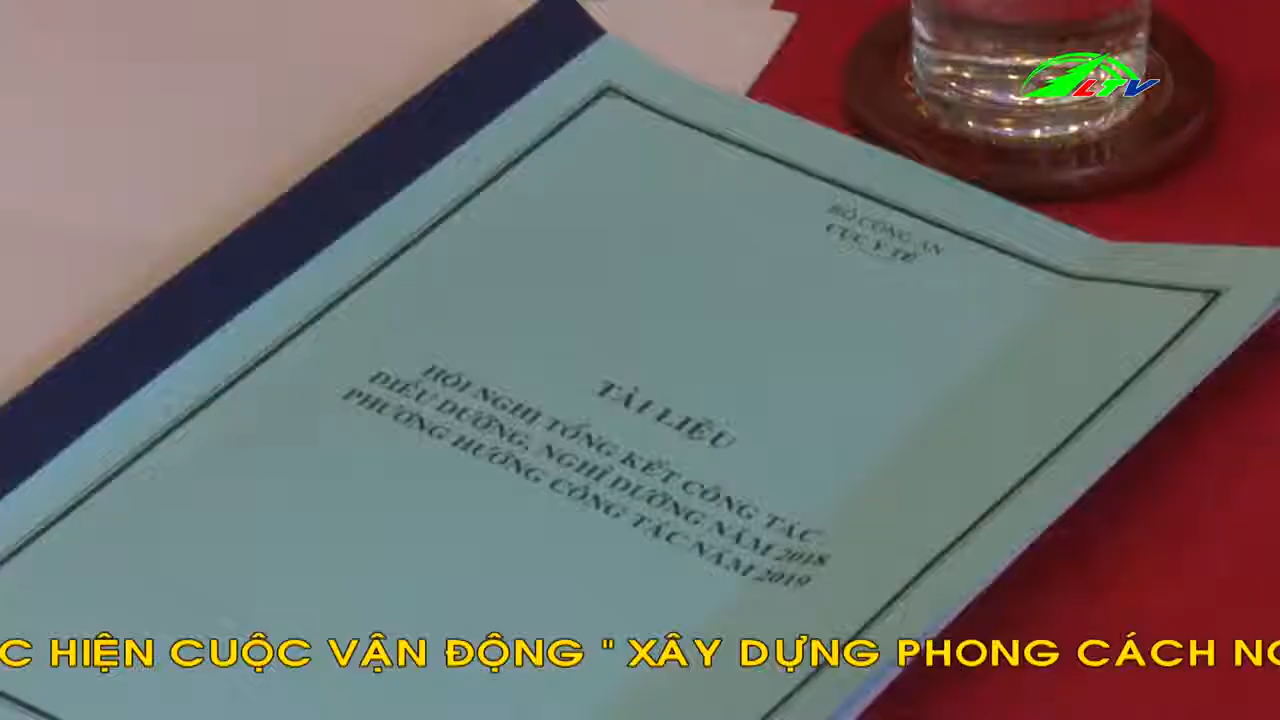 LTV
BỘ CÔNG AN
CỤC Y TẾ
TÀI LIỆU
HỘI NGHỊ TỔNG KẾT CÔNG TÁC
ĐIỀU DƯỠNG, NGHỈ DƯỠNG NĂM 2018
PHƯƠNG HƯỚNG CÔNG TÁC NĂM 2019
C HIỆN CUỘC VẬN ĐỘNG " XÂY DỰNG PHONG CÁCH NG